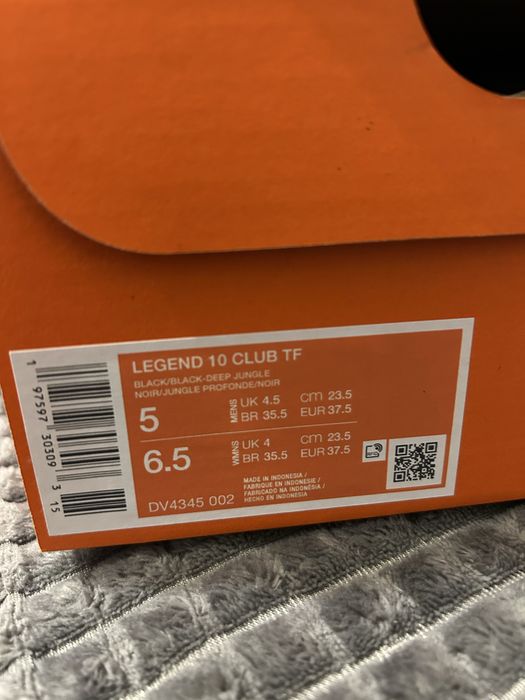 LEGEND 10 CLUB TF
BLACK/BLACK-DEEP JUNGLE
NOIR/JUNGLE PROFONDE/NOIR
5 MENS UK 4.5 cm 23.5
BR 35.5 EUR 37.5
6.5 WMNS UK 4 cm 23.5
BR 35.5 EUR 37.5
MADE IN INDONESIA /
FABRIQUE EN INDONESIE /
FABRICADO NA INDONÉSIA /
HECHO EN INDONESIA
DV4345 002
1 97597 30309 3 15